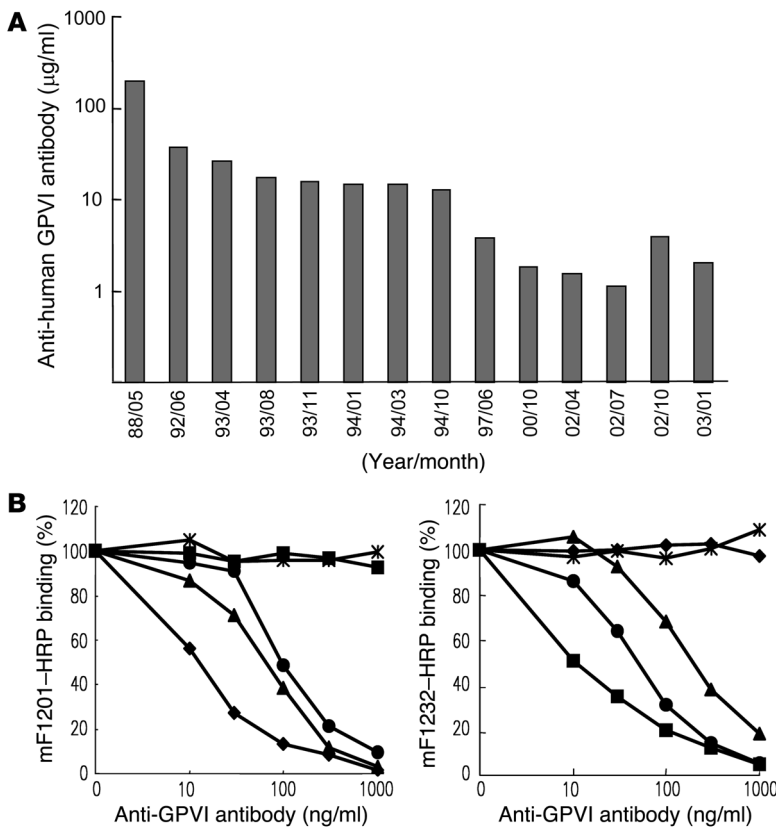 A
Anti-human GPVI antibody (μg/ml)
1000
100
10
1
88/05 92/06 93/04 93/08 93/11 94/01 94/03 94/10 97/06 00/10 02/04 02/07 02/10 03/01
(Year/month)
B
mF1201–HRP binding (%)
120
100
80
60
40
20
0
0 10 100 1000
Anti-GPVI antibody (ng/ml)
mF1232–HRP binding (%)
120
100
80
60
40
20
0
0 10 100 1000
Anti-GPVI antibody (ng/ml)